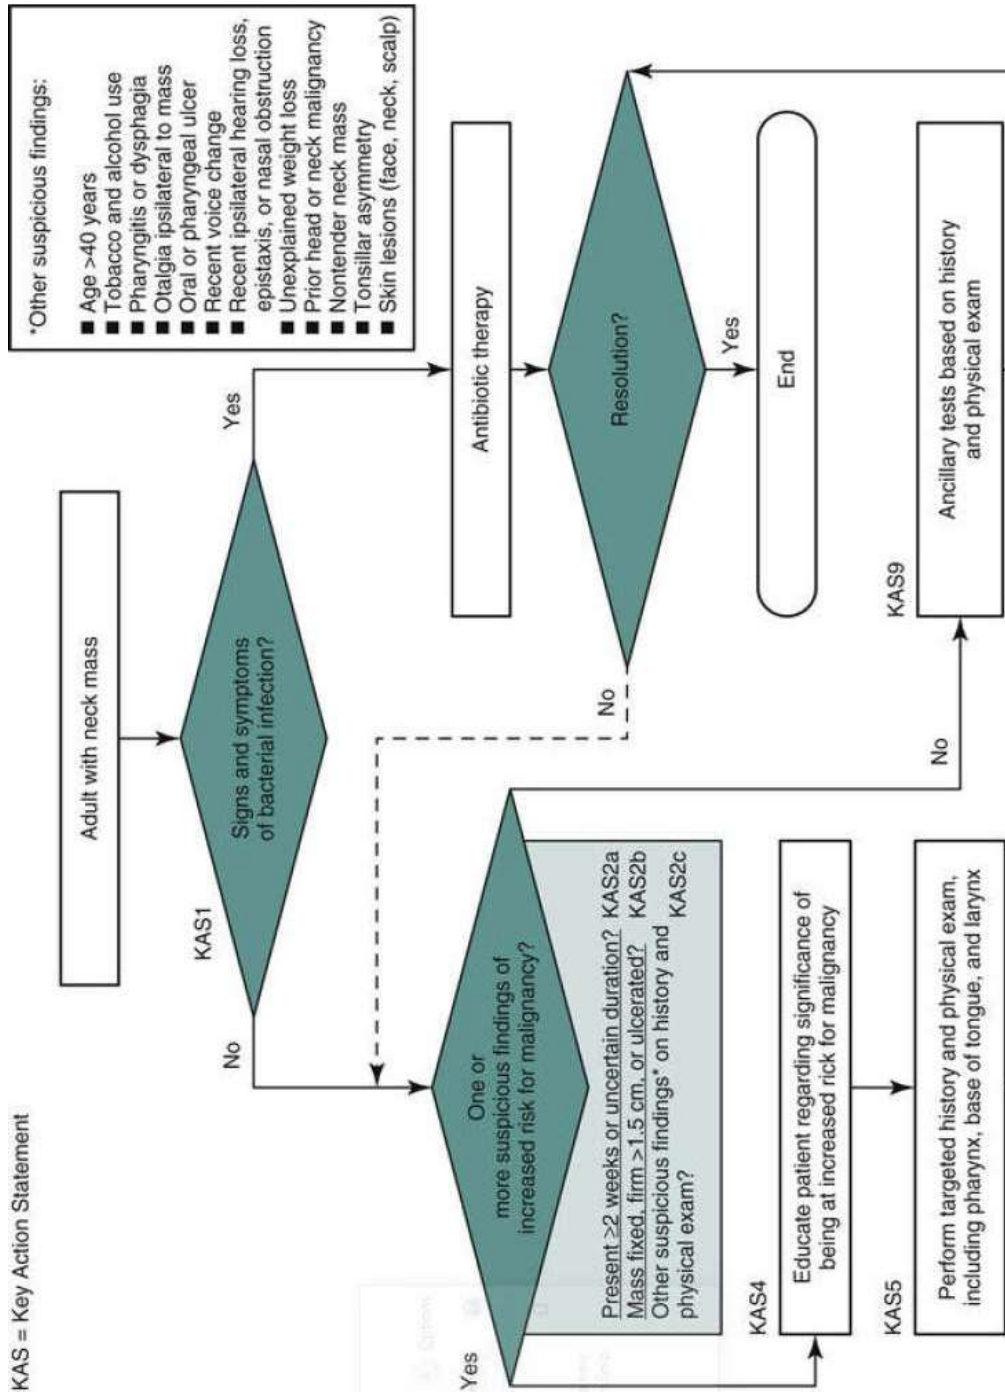 KAS = Key Action Statement
Adult with neck mass
*Other suspicious findings:
■ Age >40 years
■ Tobacco and alcohol use
■ Pharyngitis or dysphagia
■ Otalgia ipsilateral to mass
■ Oral or pharyngeal ulcer
■ Recent voice change
■ Recent ipsilateral hearing loss,
epistaxis, or nasal obstruction
■ Unexplained weight loss
■ Prior head or neck malignancy
■ Nontender neck mass
■ Tonsillar asymmetry
■ Skin lesions (face, neck, scalp)
KAS1
Signs and symptoms
of bacterial infection?
No
Yes
Antibiotic therapy
Resolution?
No
Yes
End
One or
more suspicious findings of
increased risk for malignancy?
Present ≥2 weeks or uncertain duration? KAS2a
Mass fixed, firm >1.5 cm, or ulcerated? KAS2b
Other suspicious findings* on history and KAS2c
physical exam?
Yes
No
KAS4
Educate patient regarding significance of
being at increased risk for malignancy
KAS5
Perform targeted history and physical exam,
including pharynx, base of tongue, and larynx
KAS9
Ancillary tests based on history
and physical exam